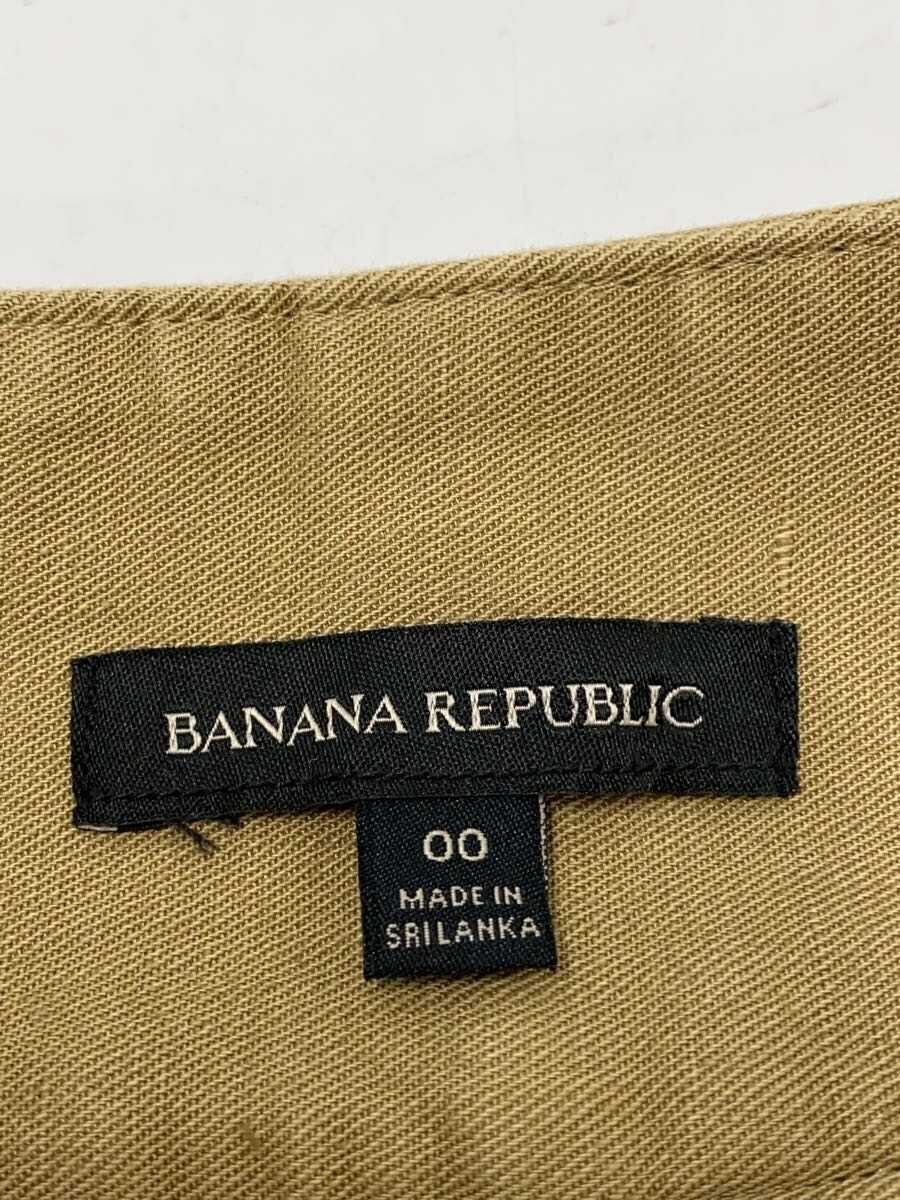 BANANA REPUBLIC
00
MADE IN
SRILANKA